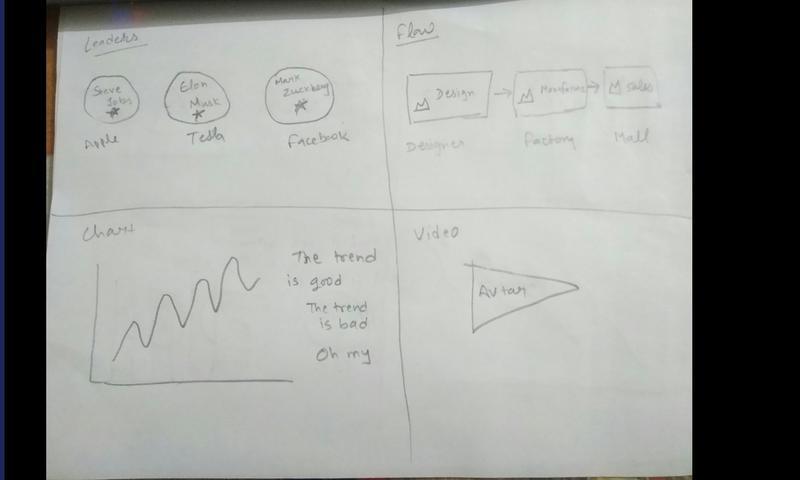 Leaders
Steve
Jobs
Apple
Elon
Musk
Tesla
Mark
Zuckberg
Facebook
Flow
Design
Designer
Factory
Sales
Mall
Chart
The trend
is good
The trend
is bad
Oh my
Video
Avtar